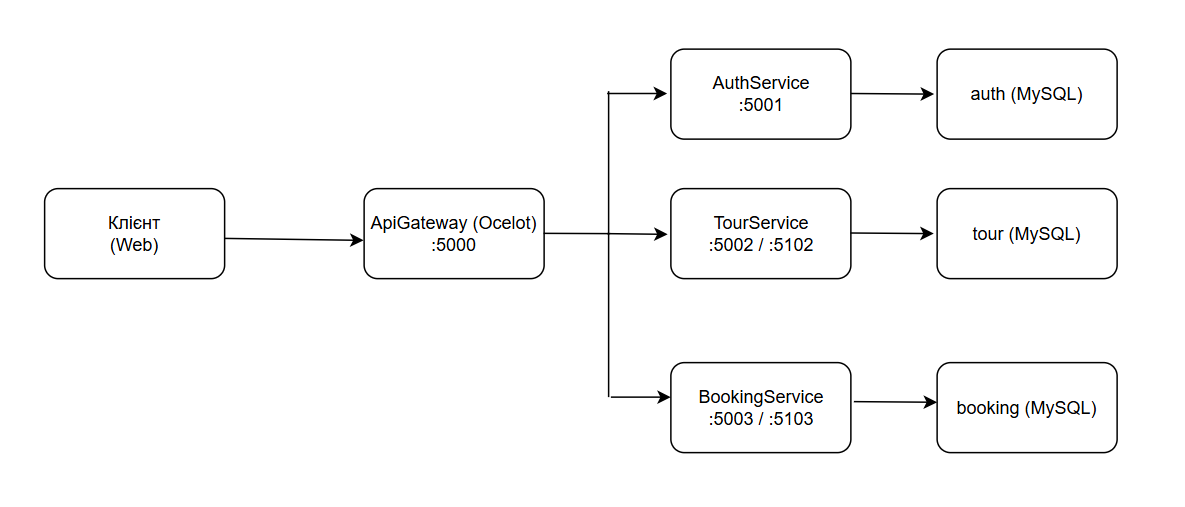 Клієнт
(Web)
ApiGateway (Ocelot)
:5000
AuthService
:5001
auth (MySQL)
TourService
:5002 / :5102
tour (MySQL)
BookingService
:5003 / :5103
booking (MySQL)